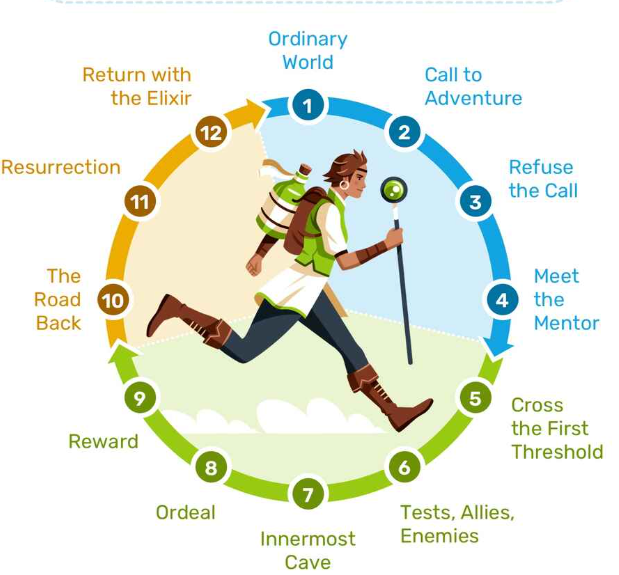 Ordinary
World
1
Call to
Adventure
2
Refuse
the Call
3
Meet
the
Mentor
4
Cross
the First
Threshold
5
Tests, Allies,
Enemies
6
Innermost
Cave
7
Ordeal
8
Reward
9
The
Road
Back
10
Resurrection
11
Return with
the Elixir
12